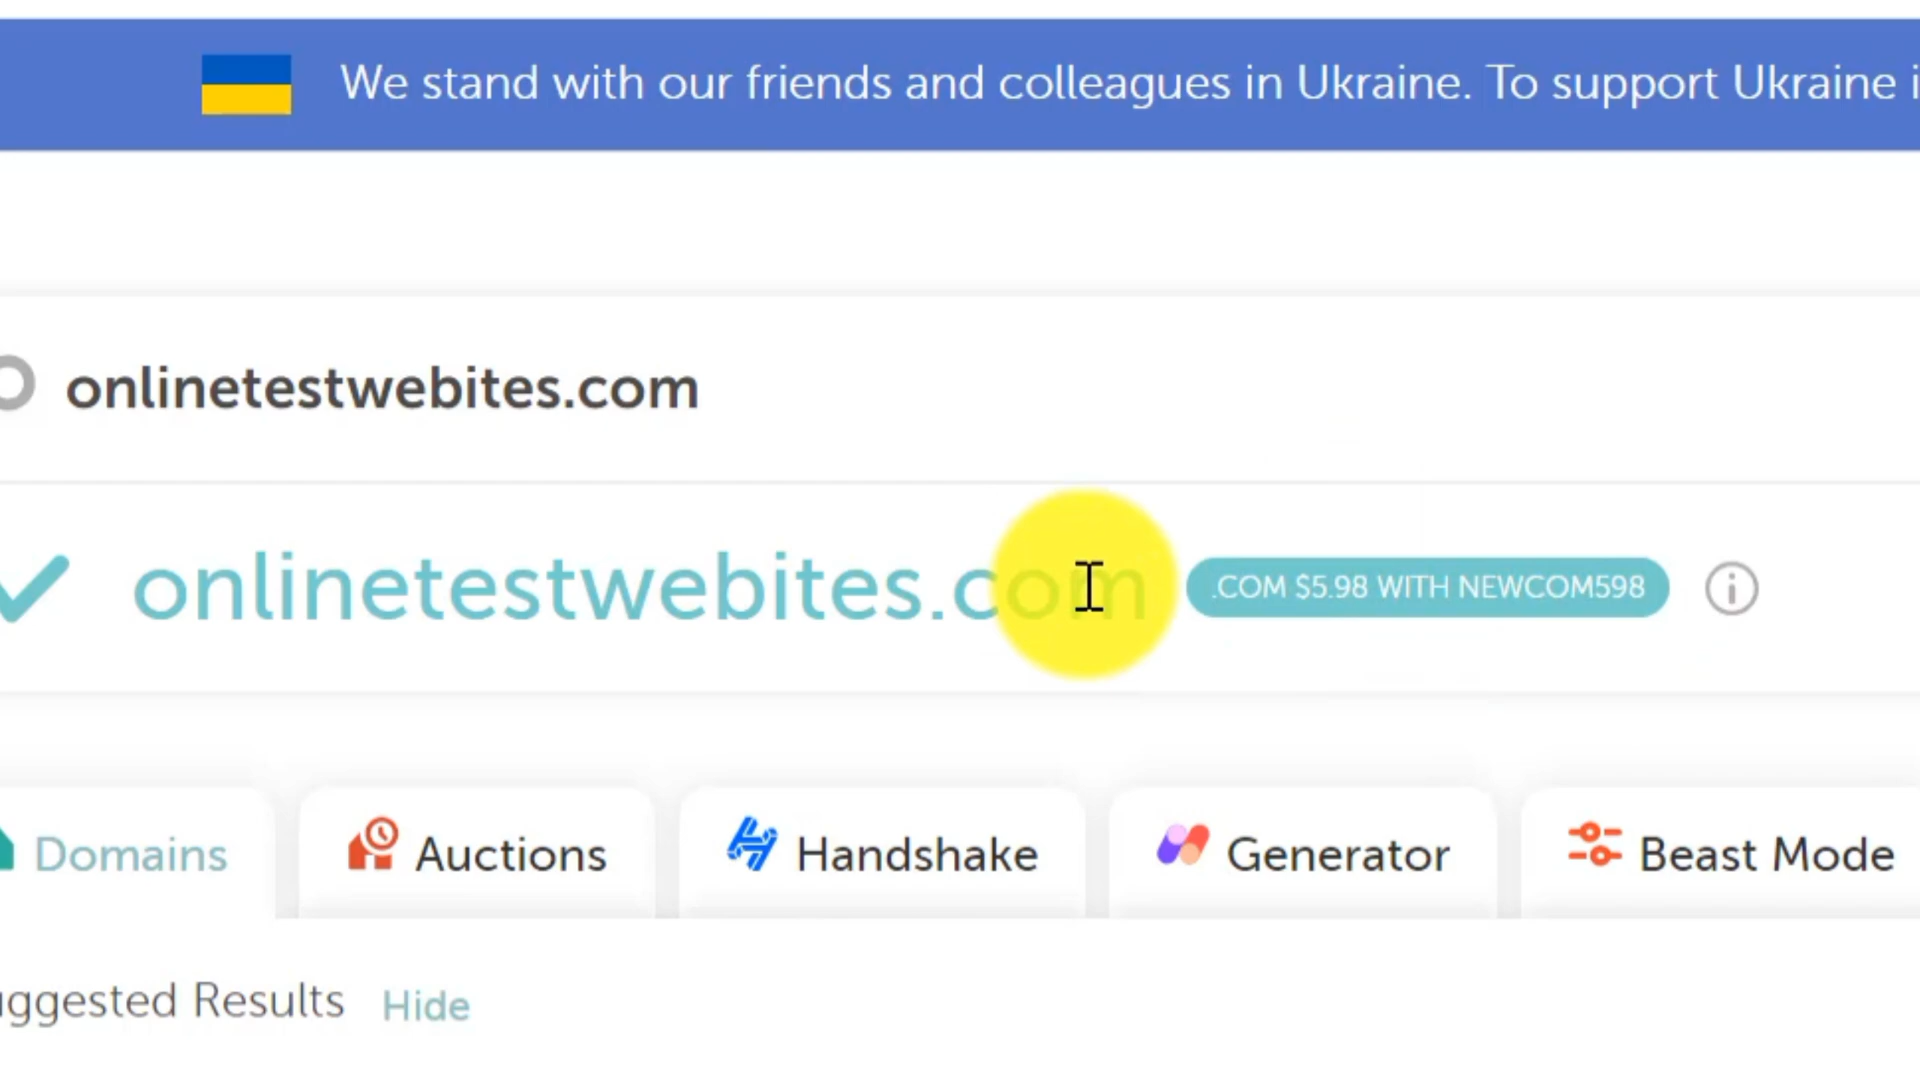 We stand with our friends and colleagues in Ukraine. To support Ukraine
onlinetestwebites.com
onlinetestwebites.com .COM $5.98 WITH NEWCOM598
Domains Auctions Handshake Generator Beast Mode
uggested Results Hide